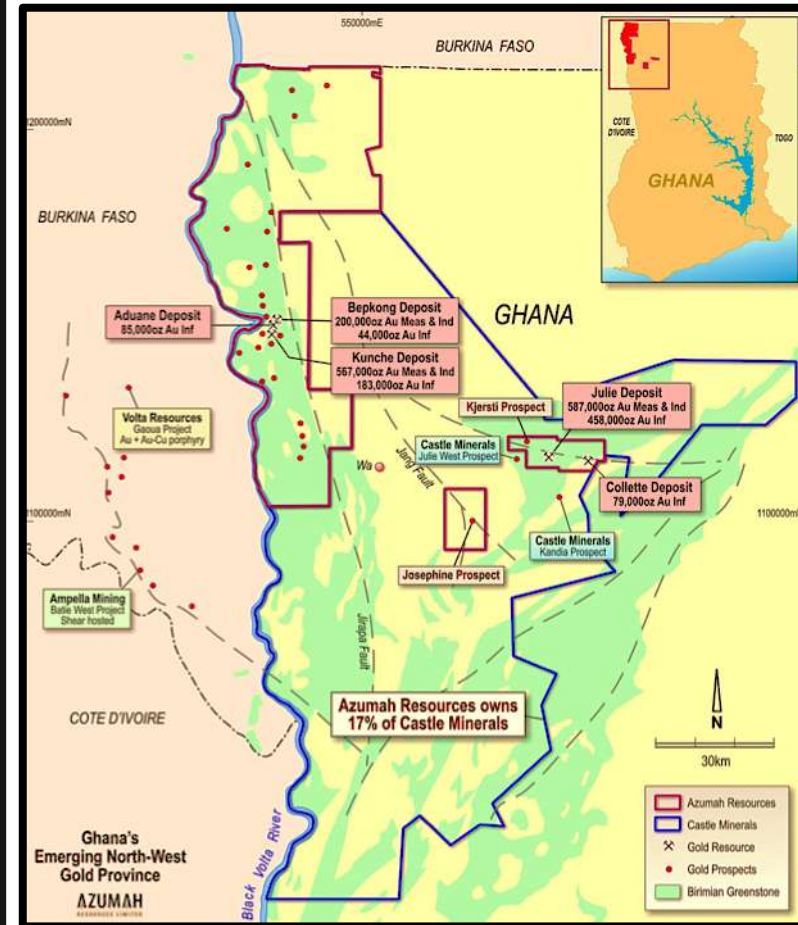 550000mE
BURKINA FASO
1200000mN
COTE
D'IVOIRE
TOGO
GHANA
BURKINA FASO
GHANA
Aduane Deposit
85,000oz Au Inf
Bepkong Deposit
200,000oz Au Meas & Ind
44,000oz Au Inf
Kunche Deposit
567,000oz Au Meas & Ind
183,000oz Au Inf
Julie Deposit
587,000oz Au Meas & Ind
458,000oz Au Inf
Kjersti Prospect
Volta Resources
Gaoua Project
Au + Au-Cu porphyry
Castle Minerals
Julie West Prospect
Wa
Jang Fault
Collette Deposit
79,000oz Au Inf
1100000mN
1100000mN
Castle Minerals
Kandia Prospect
Josephine Prospect
Ampella Mining
Batie West Project
Shear hosted
Jirapa Fault
Azumah Resources owns
17% of Castle Minerals
COTE D'IVOIRE
N
30km
Azumah Resources
Castle Minerals
Gold Resource
Gold Prospects
Birimian Greenstone
Black Volta River
Ghana's
Emerging North-West
Gold Province
AZUMAH
RESOURCES LIMITED